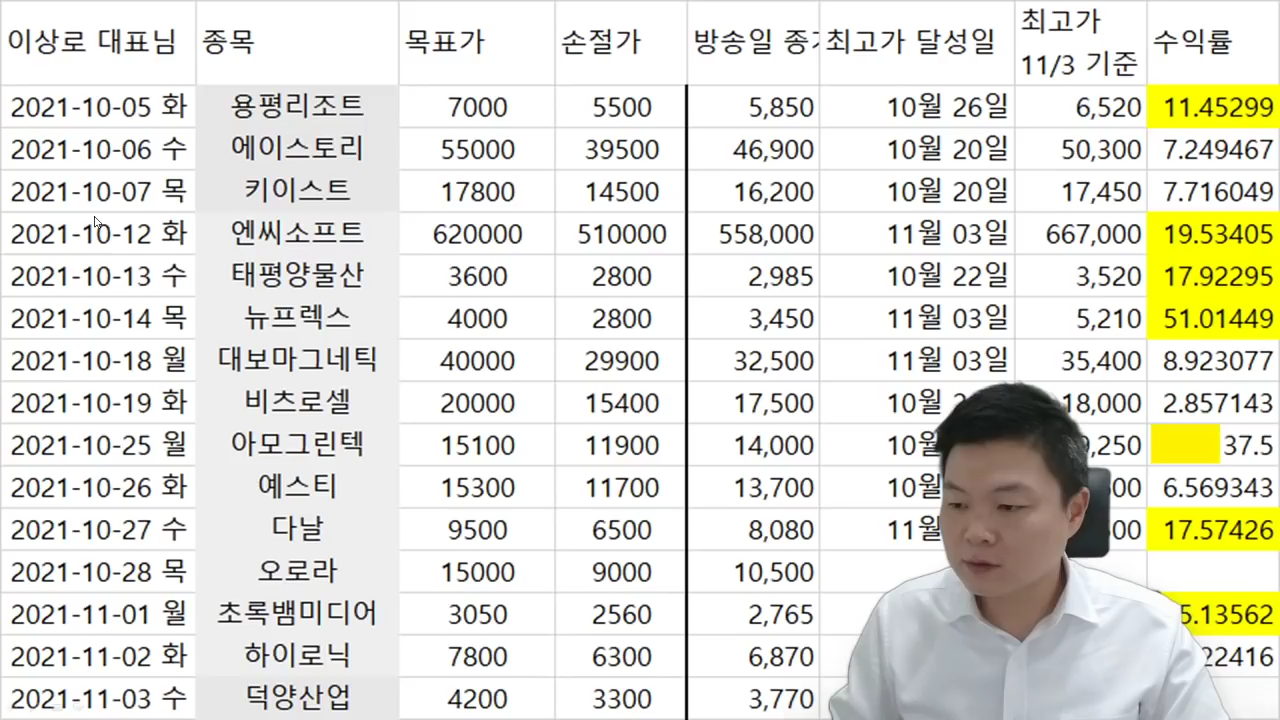 이상로 대표님 종목 목표가 손절가 방송일 최고가 달성일 최고가 11/3 기준 수익률
2021-10-05 화 용평리조트 7000 5500 5,850 10월 26일 6,520 11.45299
2021-10-06 수 에이스토리 55000 39500 46,900 10월 20일 50,300 7.249467
2021-10-07 목 키이스트 17800 14500 16,200 10월 20일 17,450 7.716049
2021-10-12 화 엔씨소프트 620000 510000 558,000 11월 03일 667,000 19.53405
2021-10-13 수 태평양물산 3600 2800 2,985 10월 22일 3,520 17.92295
2021-10-14 목 뉴프렉스 4000 2800 3,450 11월 03일 5,210 51.01449
2021-10-18 월 대보마그네틱 40000 29900 32,500 11월 03일 35,400 8.923077
2021-10-19 화 비츠로셀 20000 15400 17,500 10월 18,000 2.857143
2021-10-25 월 아모그린텍 15100 11900 14,000 10월 37.5
2021-10-26 화 예스티 15300 11700 13,700 10월 6.569343
2021-10-27 수 다날 9500 6500 8,080 11월 17.57426
2021-10-28 목 오로라 15000 9000 10,500
2021-11-01 월 초록뱀미디어 3050 2560 2,765
2021-11-02 화 하이로닉 7800 6300 6,870
2021-11-03 수 덕양산업 4200 3300 3,770